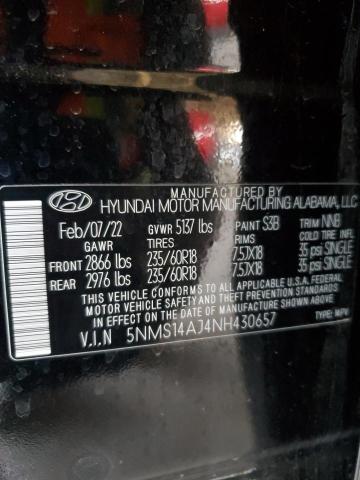 MANUFACTURED BY
HYUNDAI MOTOR MANUFACTURING ALABAMA, LLC
Feb/07/22 GVWR 5137 lbs PAINT S3B TRIM NNB
GAWR TIRES RIMS COLD TIRE INFL
FRONT 2866 lbs 235/60R18 7.5JX18 35 psi SINGLE
REAR 2976 lbs 235/60R18 7.5JX18 35 psi SINGLE
THIS VEHICLE CONFORMS TO ALL APPLICABLE U.S.A. FEDERAL
MOTOR VEHICLE SAFETY, BUMPER, AND THEFT
PREVENTION STANDARDS IN EFFECT ON THE DATE OF
MANUFACTURE SHOWN ABOVE.
V.I.N 5NMS14AJ4NH430657 TYPE: MPV